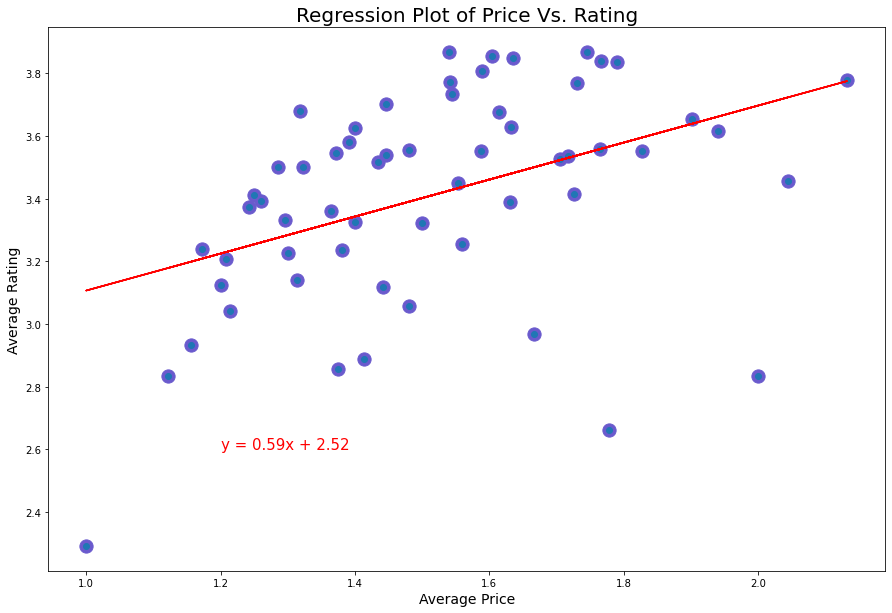 Regression Plot of Price Vs. Rating
3.8
3.6
3.4
3.2
3.0
2.8
2.6
2.4
Average Rating
y = 0.59x + 2.52
1.0 1.2 1.4 1.6 1.8 2.0
Average Price